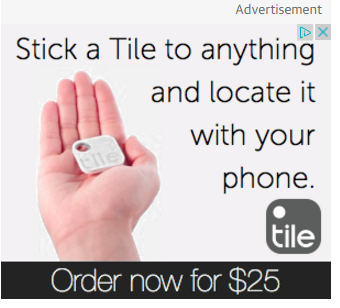 Advertisement
Stick a Tile to anything
and locate it
with your
phone.
tile
tile
Order now for $25